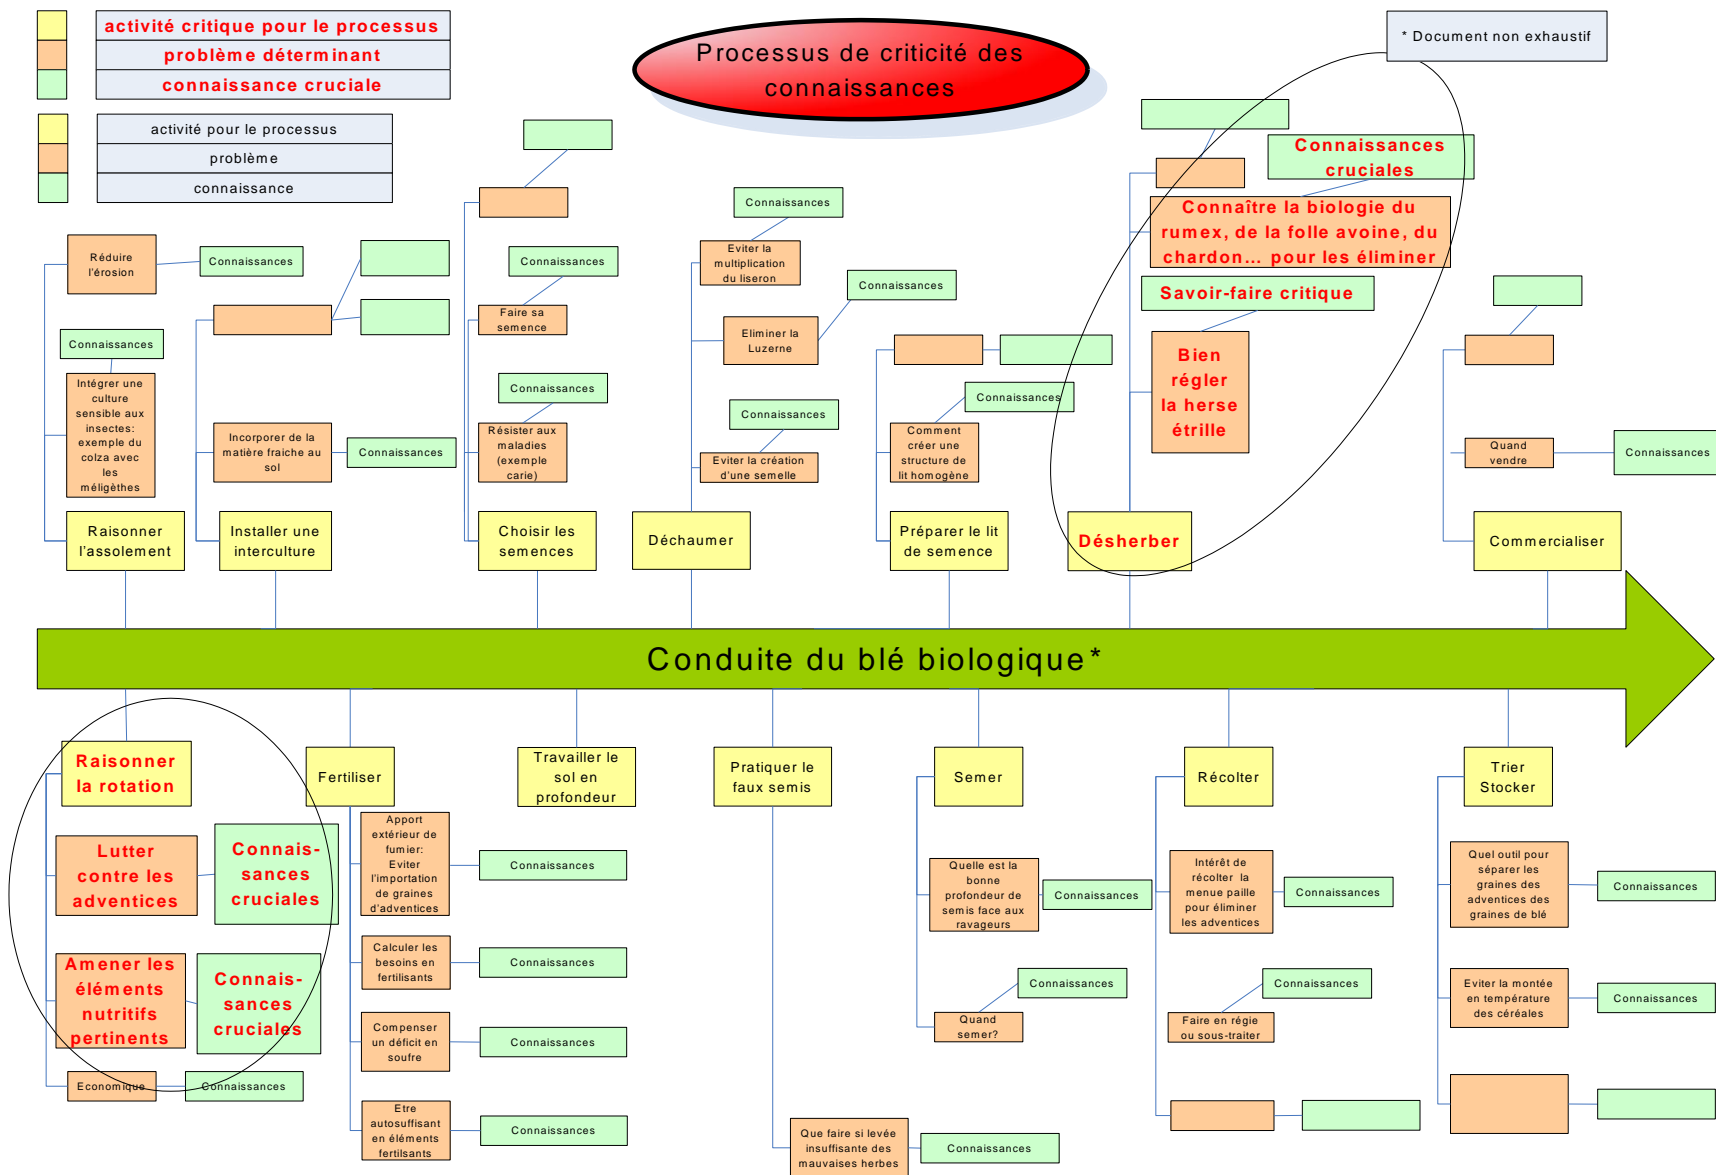 activité critique pour le processus
problème déterminant
connaissance cruciale
activité pour le processus
problème
connaissance
Processus de criticité des
connaissances
* Document non exhaustif
Réduire
l'érosion
Connaissances
Connaissances
Intégrer une
culture
sensible aux
insectes:
exemple du
colza avec
les
méligèthes
Raisonner
l'assolement
Incorporer de la
matière fraiche au
sol
Connaissances
Installer une
interculture
Connaissances
Faire sa
semence
Connaissances
Résister aux
maladies
(exemple
carie)
Choisir les
semences
Connaissances
Eviter la
multiplication
du liseron
Connaissances
Eliminer la
Luzerne
Connaissances
Eviter la création
d'une semelle
Déchaumer
Connaissances
Comment
créer une
structure de
lit homogène
Préparer le lit
de semence
Connaissances
cruciales
Connaître la biologie du
rumex, de la folle avoine, du
chardon... pour les éliminer
Savoir-faire critique
Bien
régler
la herse
étrille
Désherber
Quand
vendre
Connaissances
Commercialiser
Conduite du blé biologique*
Raisonner
la rotation
Lutter
contre les
adventices
Connais-
sances
cruciales
Amener les
éléments
nutritifs
pertinents
Connais-
sances
cruciales
Economique
Connaissances
Fertiliser
Apport
extérieur de
fumier:
Eviter
l'importation
de graines
d'adventices
Connaissances
Calculer les
besoins en
fertilisants
Connaissances
Compenser
un déficit en
soufre
Connaissances
Etre
autosuffisant
en éléments
fertilsants
Connaissances
Travailler le
sol en
profondeur
Pratiquer le
faux semis
Que faire si levée
insuffisante des
mauvaises herbes
Connaissances
Semer
Quelle est la
bonne
profondeur de
semis face aux
ravageurs
Connaissances
Connaissances
Quand
semer?
Récolter
Intérêt de
récolter la
menue paille
pour éliminer
les adventices
Connaissances
Connaissances
Faire en régie
ou sous-traiter
Trier
Stocker
Quel outil pour
séparer les
graines des
adventices des
graines de blé
Connaissances
Eviter la montée
en température
des céréales
Connaissances